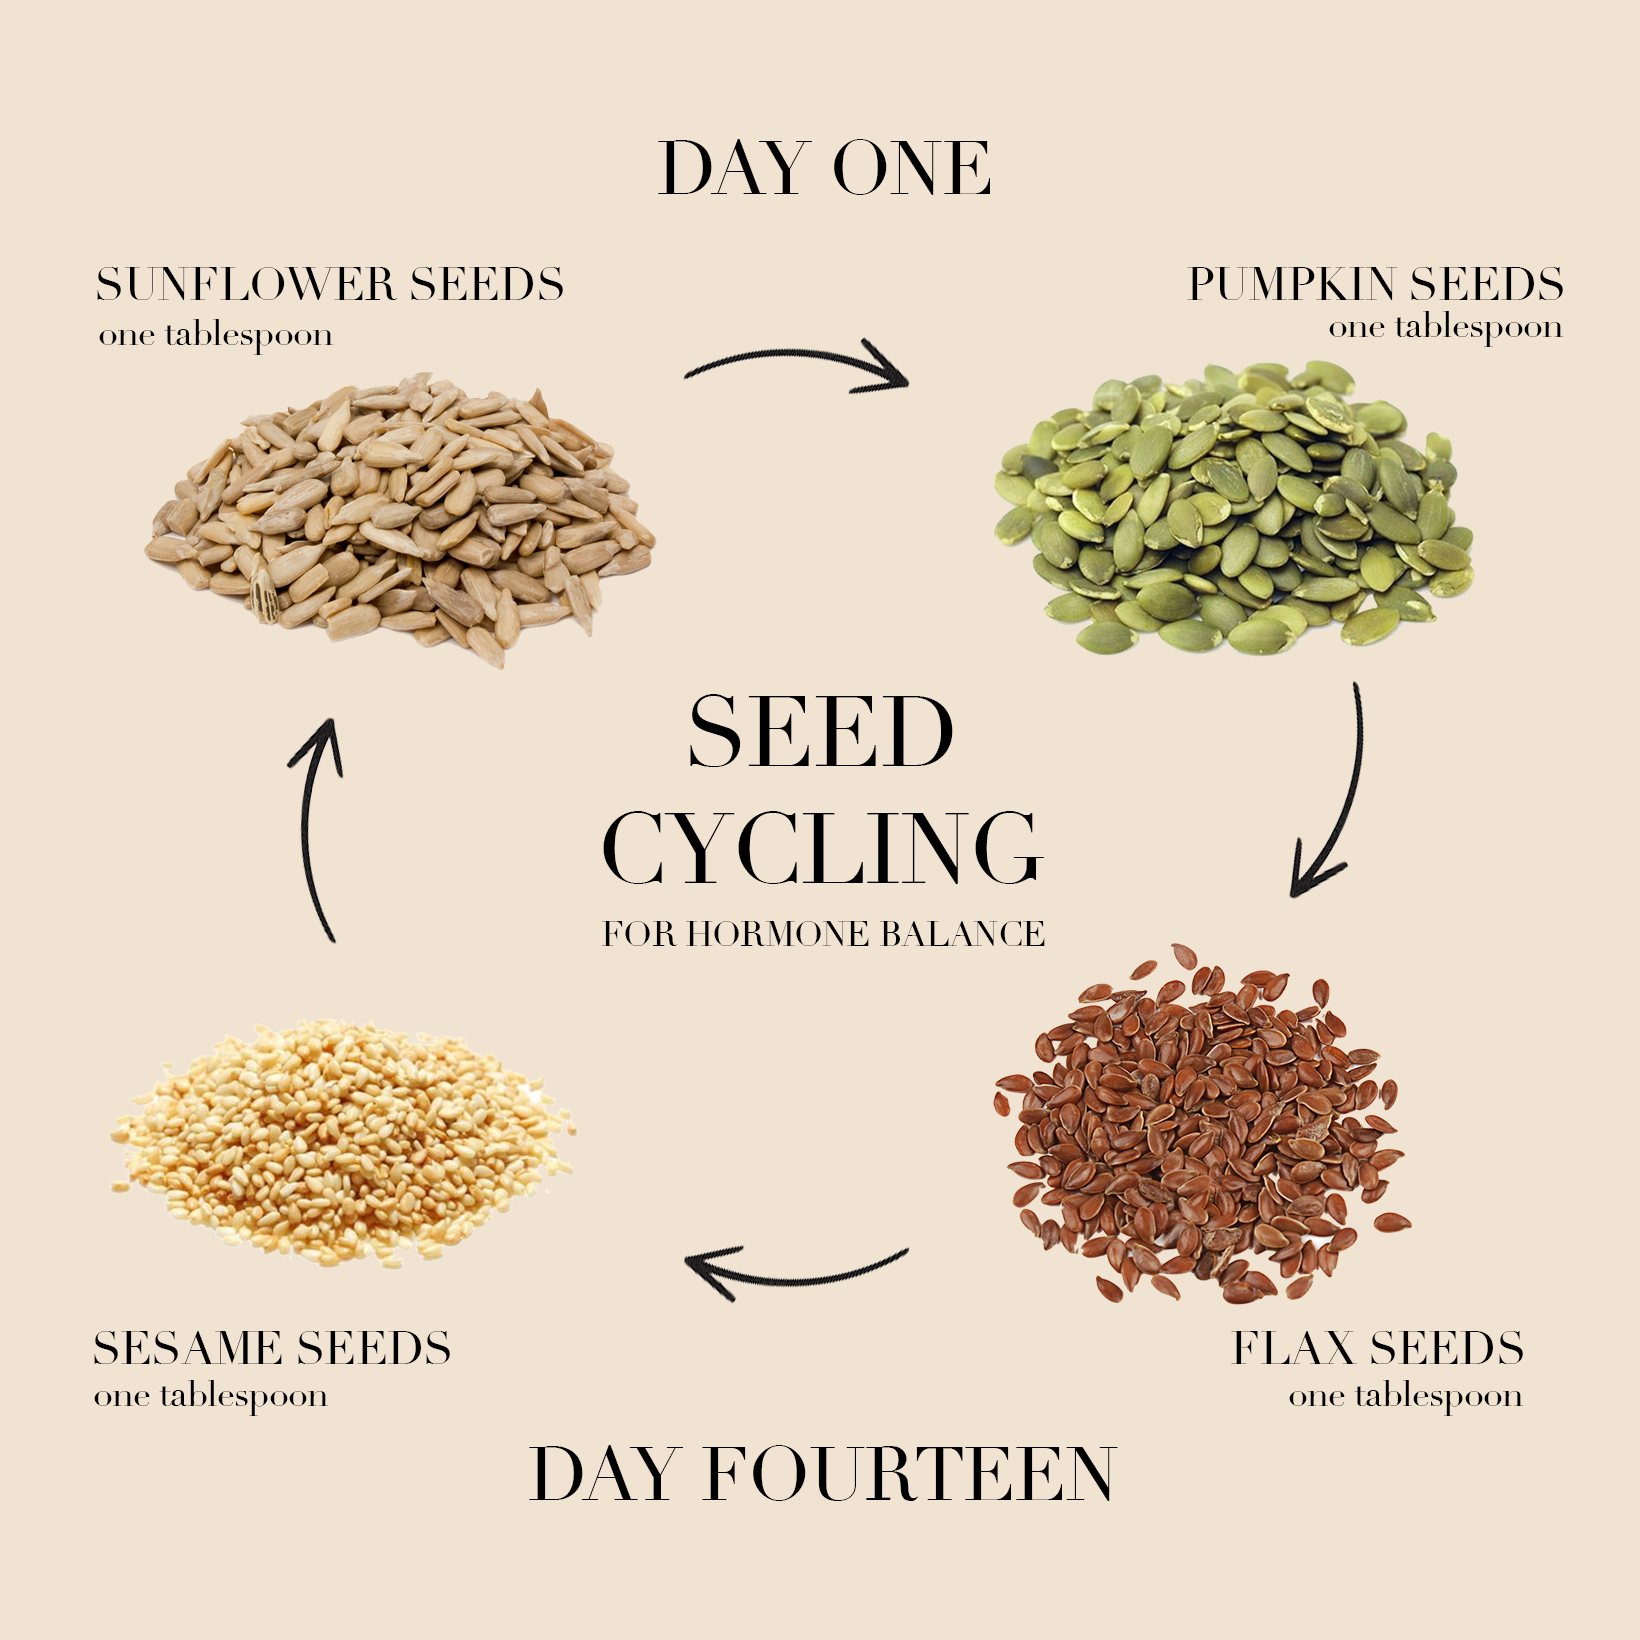 DAY ONE
SUNFLOWER SEEDS
one tablespoon
PUMPKIN SEEDS
one tablespoon
SEED
CYCLING
FOR HORMONE BALANCE
SESAME SEEDS
one tablespoon
FLAX SEEDS
one tablespoon
DAY FOURTEEN